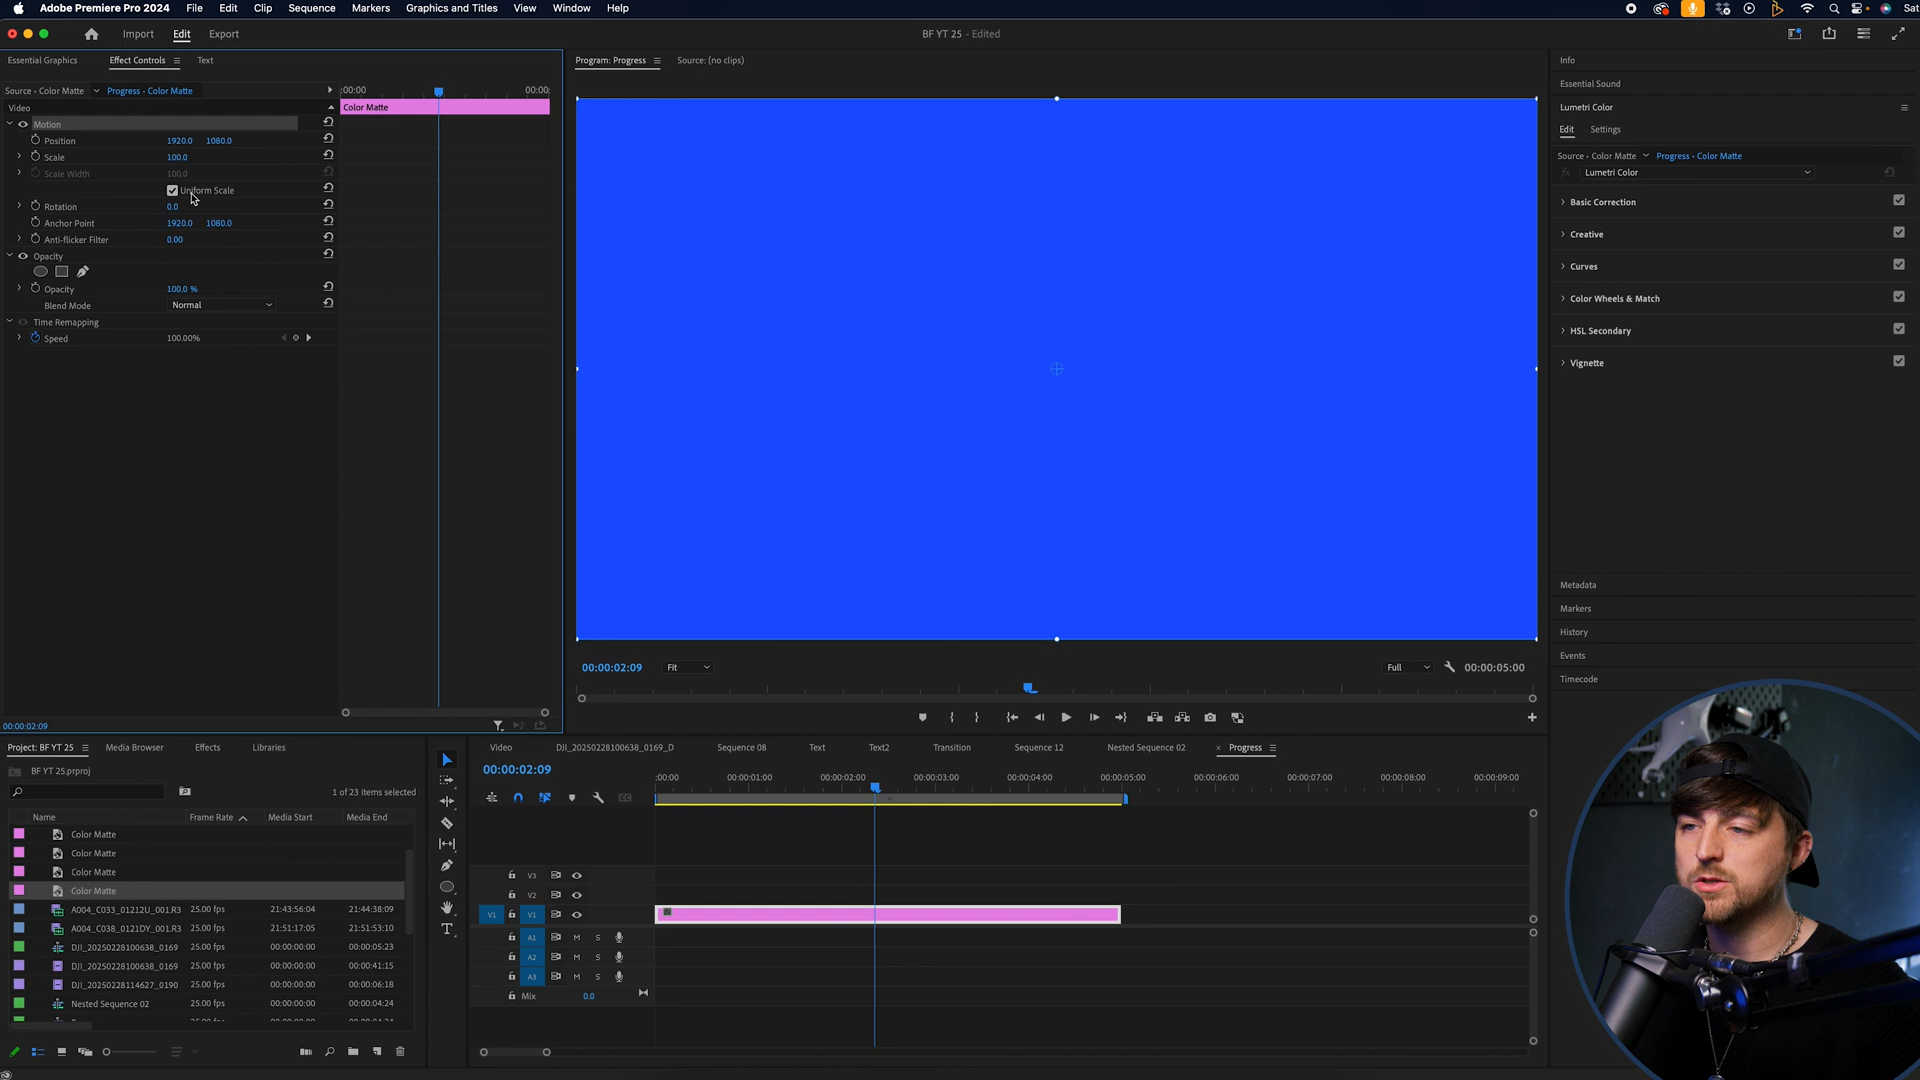 Adobe Premiere Pro 2024 File Edit Clip Sequence Markers Graphics and Titles View Window Help Sat
Import Edit Export BF YT 25 - Edited
Essential Graphics Effect Controls Text Program: Progress Source: (no clips) Info
Essential Sound
Source • Color Matte Progress • Color Matte :00:00 00:00:
Video Color Matte Lumetri Color
Motion Edit Settings
Position 1920.0 1080.0
Scale 100.0 Source • Color Matte Progress • Color Matte
Scale Width 100.0 fx Lumetri Color
Uniform Scale
Rotation 0.0 Basic Correction
Anchor Point 1920.0 1080.0
Anti-flicker Filter 0.00 Creative
Opacity
Curves
Opacity 100.0 %
Blend Mode Normal Color Wheels & Match
Time Remapping
Speed 100.00% HSL Secondary
Vignette
Metadata
Markers
History
Events
00:00:02:09 Fit Full 00:00:05:00
Timecode
00:00:02:09
Project: BF YT 25 Media Browser Effects Libraries Video DJI_20250228100638_0169_D Sequence 08 Text Text2 Transition Sequence 12 Nested Sequence 02 × Progress
BF YT 25.prproj 00:00:02:09
:00:00 00:00:01:00 00:00:02:00 00:00:03:00 00:00:04:00 00:00:05:00 00:00:06:00 00:00:07:00 00:00:08:00 00:00:09:00
1 of 23 items selected
Name Frame Rate Media Start Media End
Color Matte
Color Matte
Color Matte V3
Color Matte V2
A004_C033_01212U_001.R3 25.00 fps 21:43:56:04 21:44:38:09 V1 V1
A004_C038_0121DY_001.R3 25.00 fps 21:51:17:05 21:51:53:10 A1 M S
DJI_20250228100638_0169 25.00 fps 00:00:00:00 00:00:05:23 A2 M S
DJI_20250228100638_0169 25.00 fps 00:00:00:00 00:00:41:15 A3 M S
DJI_20250228114627_0190 25.00 fps 00:00:00:00 00:00:06:18
Nested Sequence 02 25.00 fps 00:00:00:00 00:00:04:24 Mix 0.0